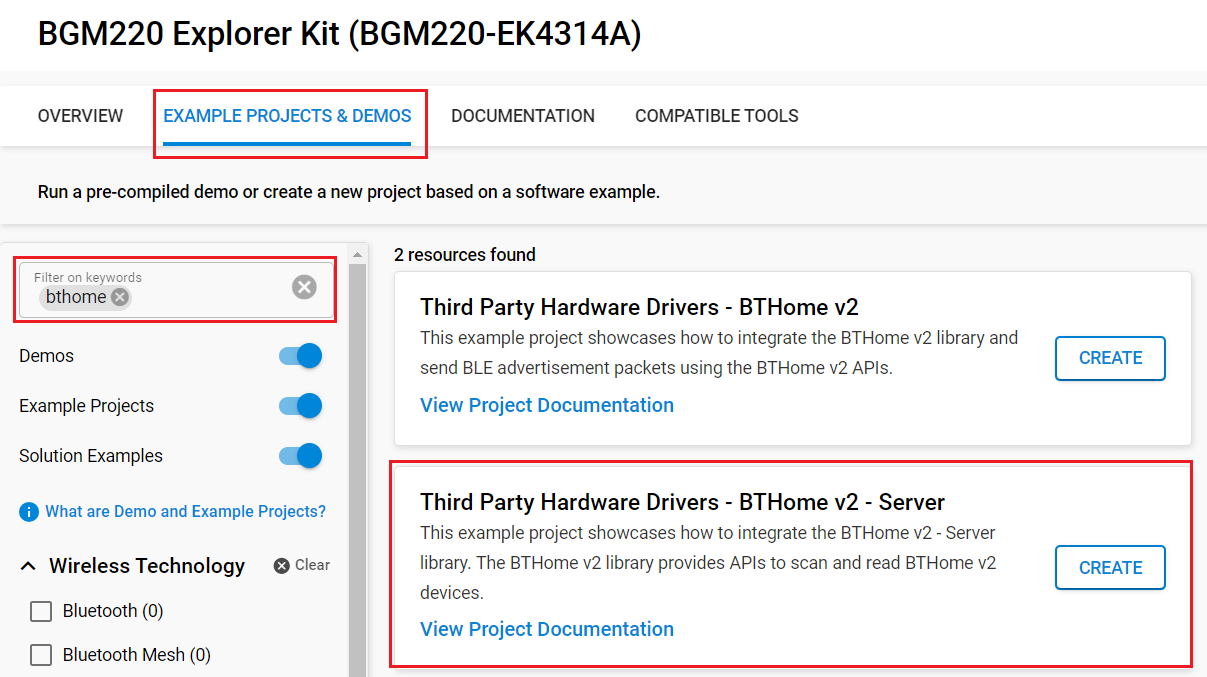 BGM220 Explorer Kit (BGM220-EK4314A)
OVERVIEW
EXAMPLE PROJECTS & DEMOS
DOCUMENTATION
COMPATIBLE TOOLS
Run a pre-compiled demo or create a new project based on a software example.
Filter on keywords
bthome
Demos
Example Projects
Solution Examples
What are Demo and Example Projects?
Wireless Technology
Clear
Bluetooth (0)
Bluetooth Mesh (0)
2 resources found
Third Party Hardware Drivers - BTHome v2
This example project showcases how to integrate the BTHome v2 library and
send BLE advertisement packets using the BTHome v2 APIs.
View Project Documentation
CREATE
Third Party Hardware Drivers - BTHome v2 - Server
This example project showcases how to integrate the BTHome v2 - Server
library. The BTHome v2 library provides APIs to scan and read BTHome v2
devices.
View Project Documentation
CREATE